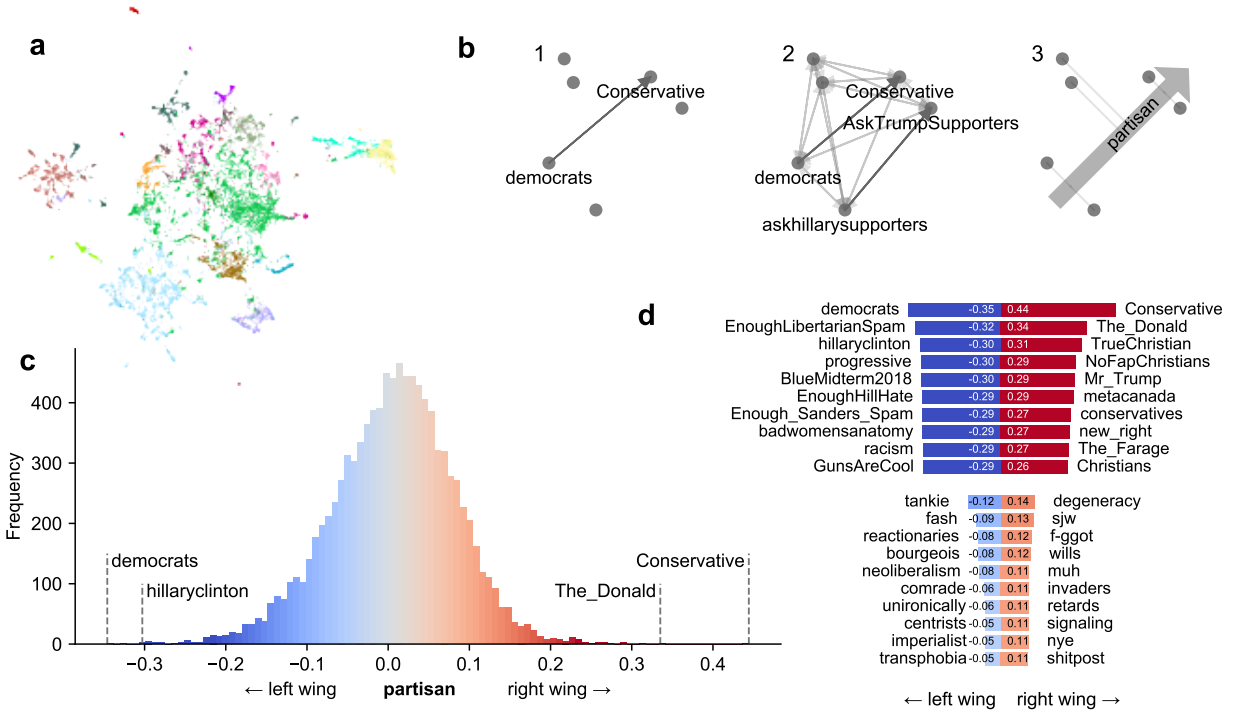 a
b
1
Conservative
democrats
2
Conservative
AskTrumpSupporters
democrats
askhillarysupporters
3
partisan
c
Frequency
400
300
200
100
0
democrats
hillaryclinton
The_Donald
Conservative
−0.3 −0.2 −0.1 0.0 0.1 0.2 0.3 0.4
← left wing partisan right wing →
d
democrats -0.35 0.44 Conservative
EnoughLibertarianSpam -0.32 0.34 The_Donald
hillaryclinton -0.30 0.31 TrueChristian
progressive -0.30 0.29 NoFapChristians
BlueMidterm2018 -0.30 0.29 Mr_Trump
EnoughHillHate -0.29 0.29 metacanada
Enough_Sanders_Spam -0.29 0.27 conservatives
badwomensanatomy -0.29 0.27 new_right
racism -0.29 0.27 The_Farage
GunsAreCool -0.29 0.26 Christians
tankie -0.12 0.14 degeneracy
fash -0.09 0.13 sjw
reactionaries -0.08 0.12 f-ggot
bourgeois -0.08 0.12 wills
neoliberalism -0.08 0.11 muh
comrade -0.06 0.11 invaders
unironically -0.06 0.11 retards
centrists -0.05 0.11 signaling
imperialist -0.05 0.11 nye
transphobia -0.05 0.11 shitpost
← left wing right wing →